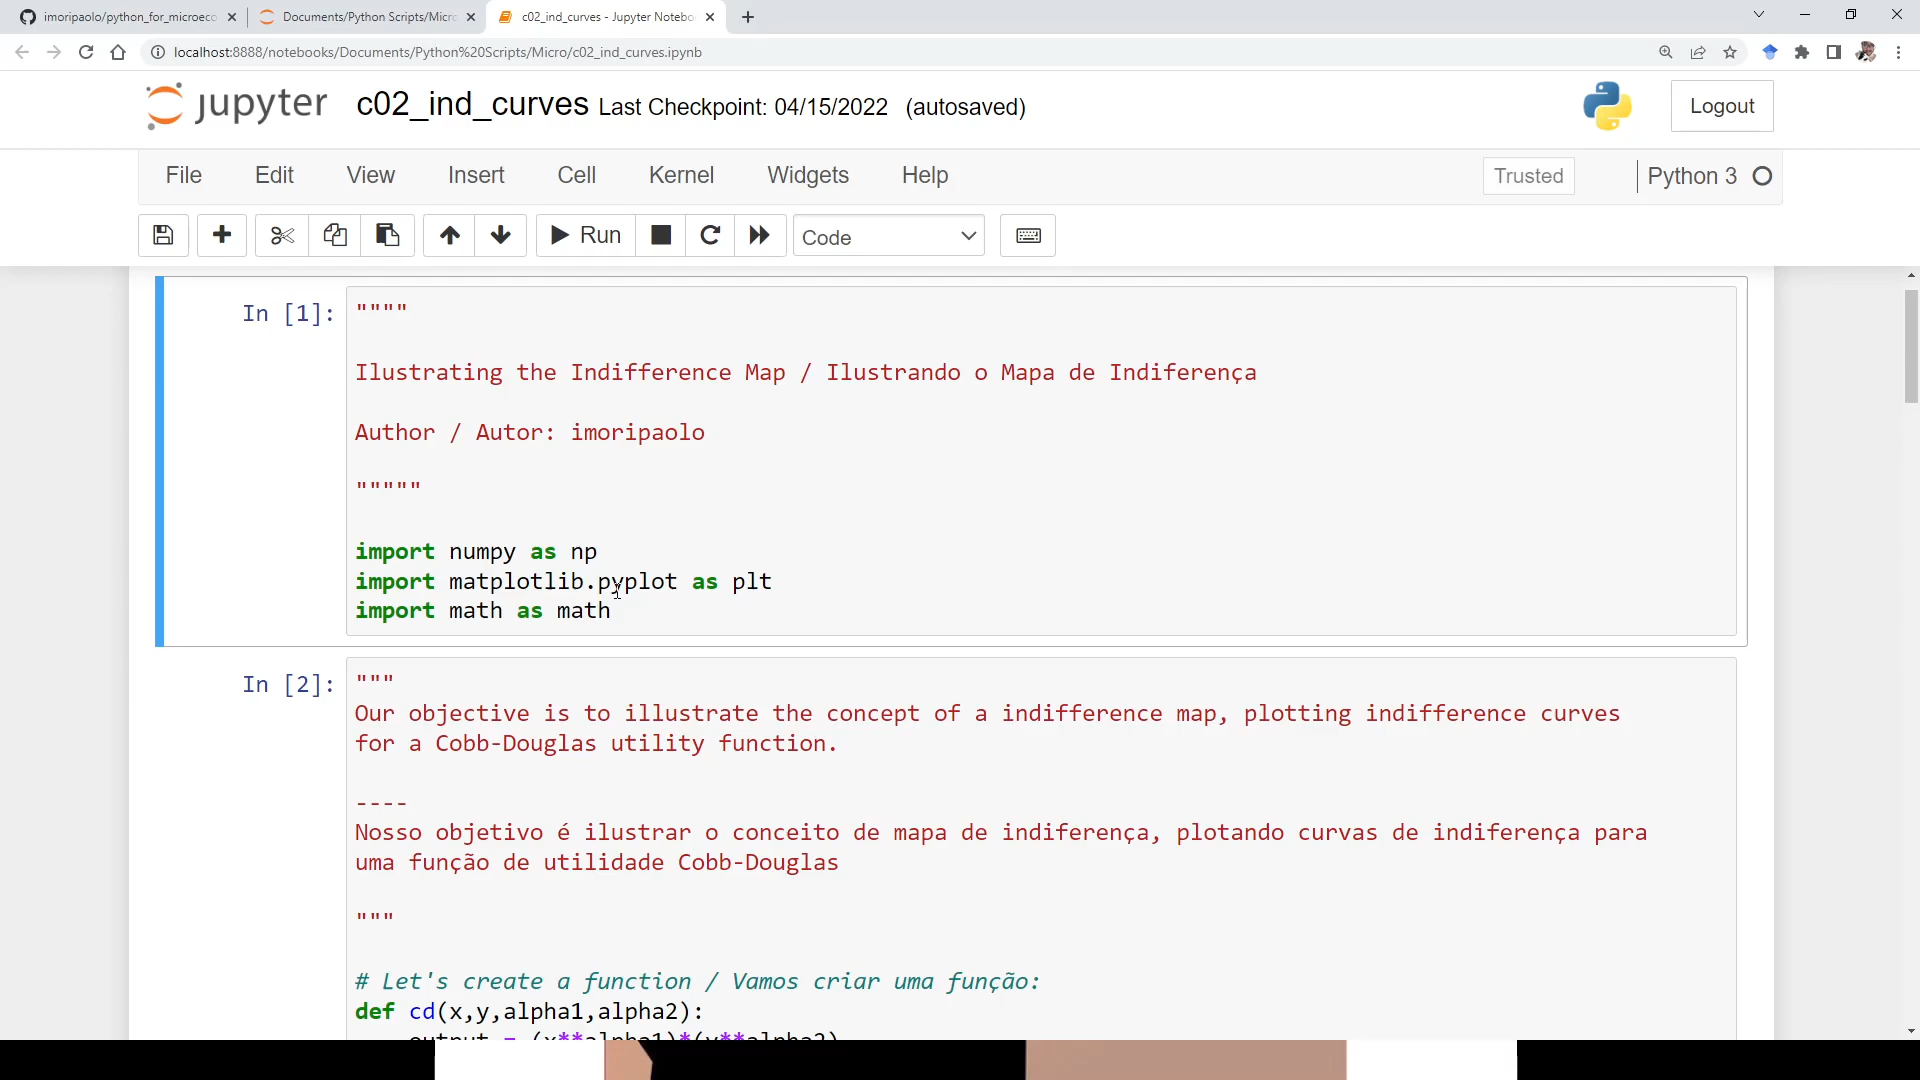 imoripaolo/python_for_microeco
Documents/Python Scripts/Micro
c02_ind_curves - Jupyter Notebo
localhost:8888/notebooks/Documents/Python%20Scripts/Micro/c02_ind_curves.ipynb
jupyter c02_ind_curves Last Checkpoint: 04/15/2022 (autosaved)
Logout
File Edit View Insert Cell Kernel Widgets Help
Trusted
Python 3
Run
Code
In [1]:
""""
Ilustrating the Indifference Map / Ilustrando o Mapa de Indiferença
Author / Autor: imoripaolo
"""""
import numpy as np
import matplotlib.pyplot as plt
import math as math
In [2]:
"""
Our objective is to illustrate the concept of a indifference map, plotting indifference curves
for a Cobb-Douglas utility function.
----
Nosso objetivo é ilustrar o conceito de mapa de indiferença, plotando curvas de indiferença para
uma função de utilidade Cobb-Douglas
"""
# Let's create a function / Vamos criar uma função:
def cd(x,y,alpha1,alpha2):
output = (x**alpha1)*(y**alpha2)